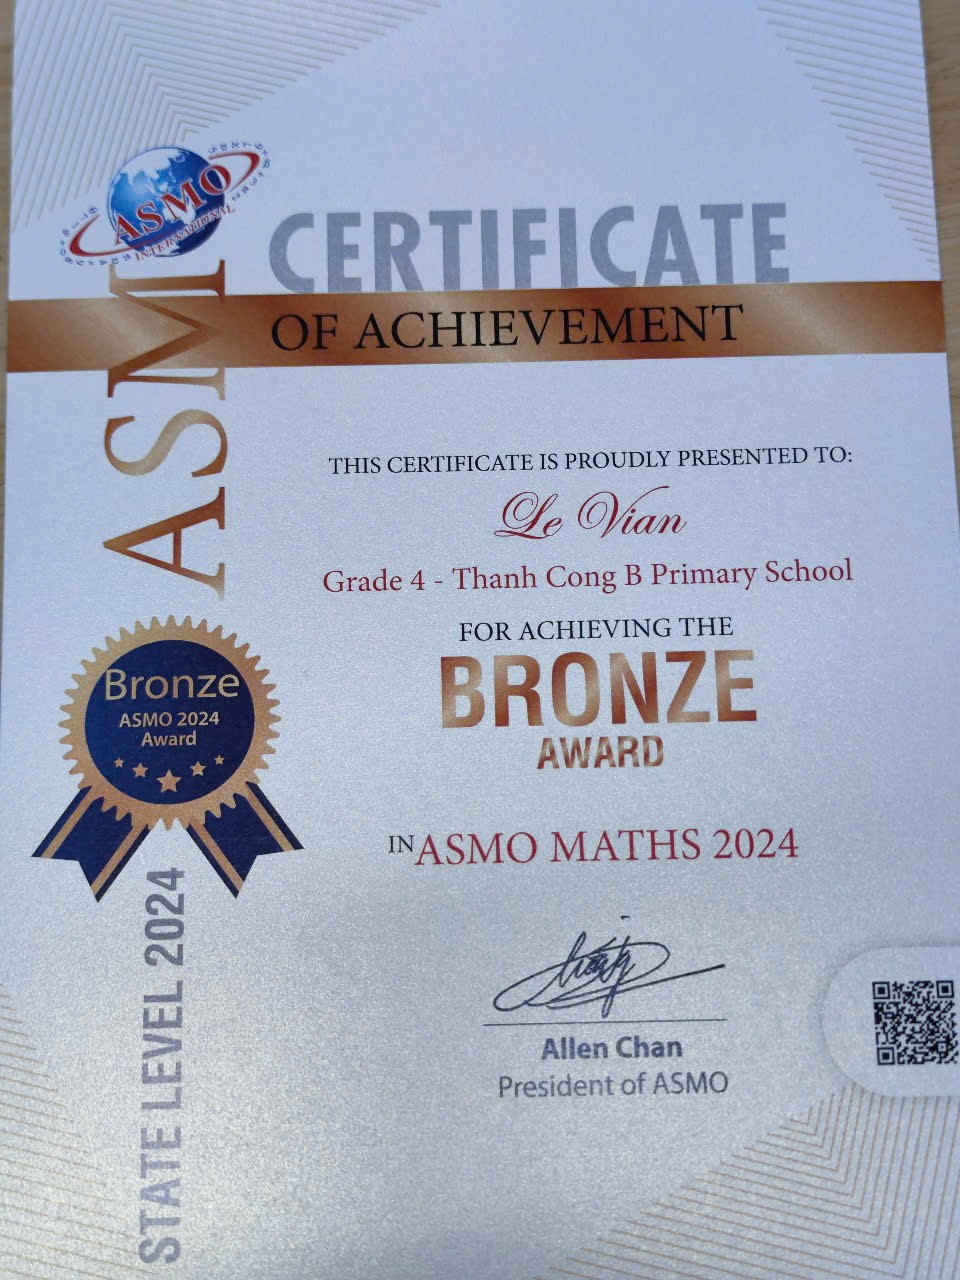 ASMO
INTERNATIONAL
CERTIFICATE
OF ACHIEVEMENT
ASMO
THIS CERTIFICATE IS PROUDLY PRESENTED TO:
Le Vian
Grade 4 - Thanh Cong B Primary School
FOR ACHIEVING THE
BRONZE
AWARD
Bronze
ASMO 2024
Award
IN ASMO MATHS 2024
STATE LEVEL 2024
Allen Chan
President of ASMO